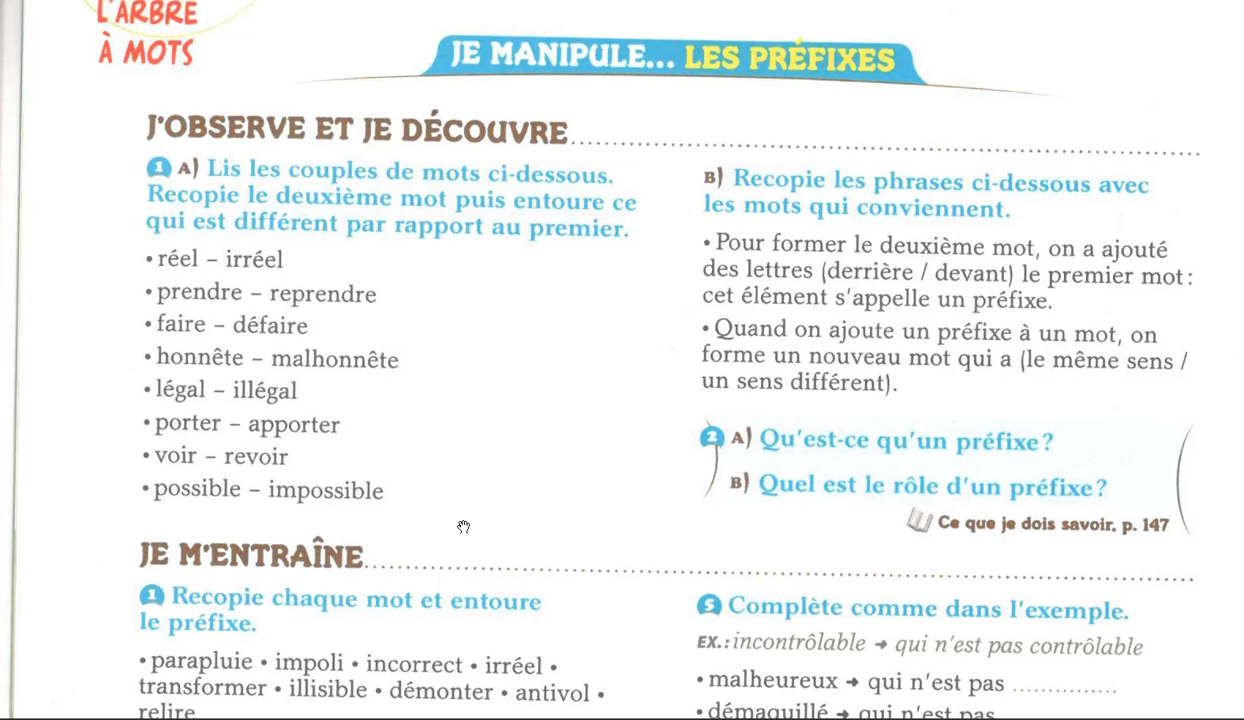 L'ARBRE
À MOTS
JE MANIPULE... LES PRÉFIXES
J'OBSERVE ET JE DÉCOUVRE
1 A) Lis les couples de mots ci-dessous.
Recopie le deuxième mot puis entoure ce
qui est différent par rapport au premier.
• réel – irréel
• prendre – reprendre
• faire – défaire
• honnête – malhonnête
• légal – illégal
• porter – apporter
• voir – revoir
• possible – impossible
B) Recopie les phrases ci-dessous avec
les mots qui conviennent.
• Pour former le deuxième mot, on a ajouté
des lettres (derrière / devant) le premier mot :
cet élément s'appelle un préfixe.
• Quand on ajoute un préfixe à un mot, on
forme un nouveau mot qui a (le même sens /
un sens différent).
2 A) Qu'est-ce qu'un préfixe ?
B) Quel est le rôle d'un préfixe ?
Ce que je dois savoir, p. 147
JE M'ENTRAÎNE
1 Recopie chaque mot et entoure
le préfixe.
• parapluie • impoli • incorrect • irréel •
transformer • illisible • démonter • antivol •
relire
5 Complète comme dans l'exemple.
EX. : incontrôlable → qui n'est pas contrôlable
• malheureux → qui n'est pas ...............
• démaquillé → qui n'est pas